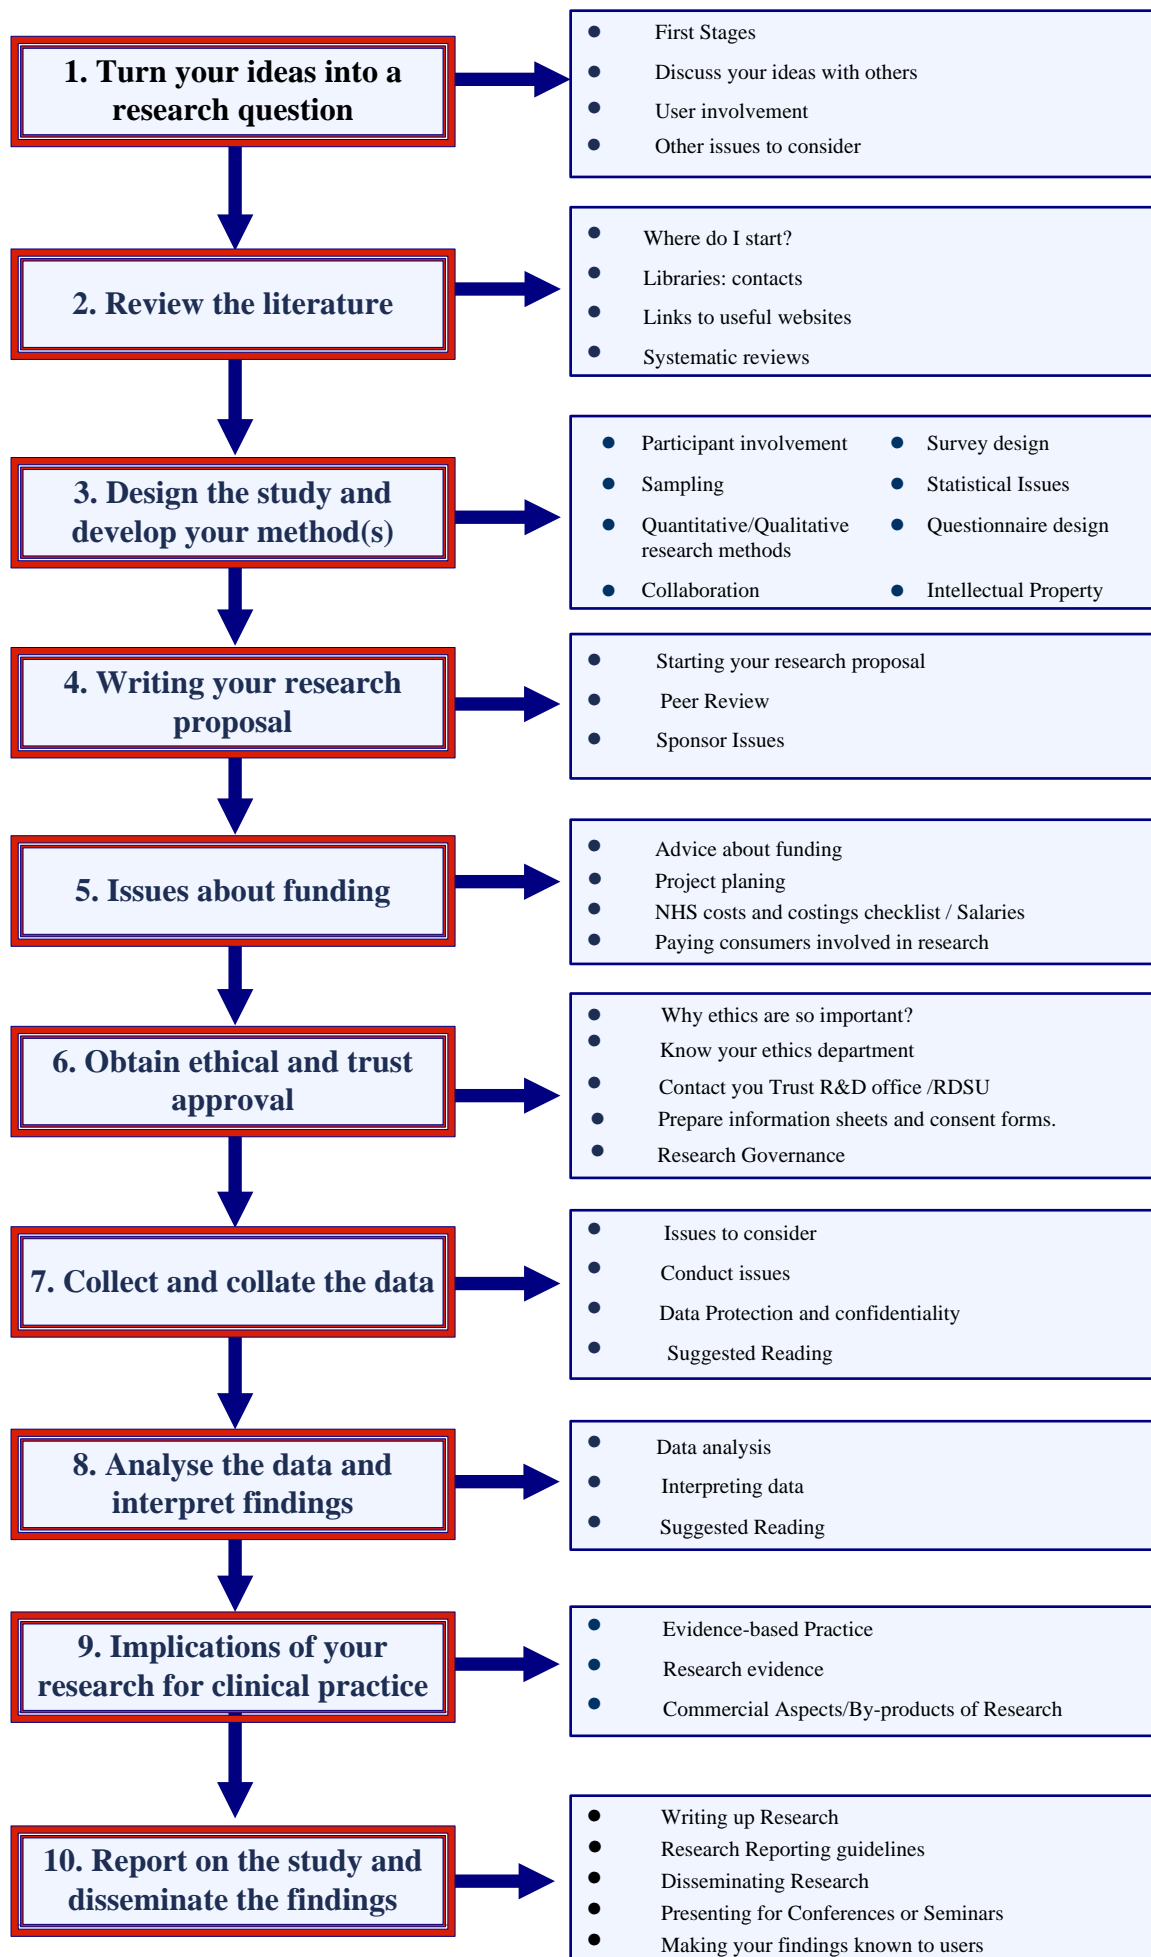 1. Turn your ideas into a
research question
First Stages
Discuss your ideas with others
User involvement
Other issues to consider
2. Review the literature
Where do I start?
Libraries: contacts
Links to useful websites
Systematic reviews
3. Design the study and
develop your method(s)
Participant involvement
Sampling
Quantitative/Qualitative
research methods
Collaboration
Survey design
Statistical Issues
Questionnaire design
Intellectual Property
4. Writing your research
proposal
Starting your research proposal
Peer Review
Sponsor Issues
5. Issues about funding
Advice about funding
Project planing
NHS costs and costings checklist / Salaries
Paying consumers involved in research
6. Obtain ethical and trust
approval
Why ethics are so important?
Know your ethics department
Contact you Trust R&D office /RDSU
Prepare information sheets and consent forms.
Research Governance
7. Collect and collate the data
Issues to consider
Conduct issues
Data Protection and confidentiality
Suggested Reading
8. Analyse the data and
interpret findings
Data analysis
Interpreting data
Suggested Reading
9. Implications of your
research for clinical practice
Evidence-based Practice
Research evidence
Commercial Aspects/By-products of Research
10. Report on the study and
disseminate the findings
Writing up Research
Research Reporting guidelines
Disseminating Research
Presenting for Conferences or Seminars
Making your findings known to users